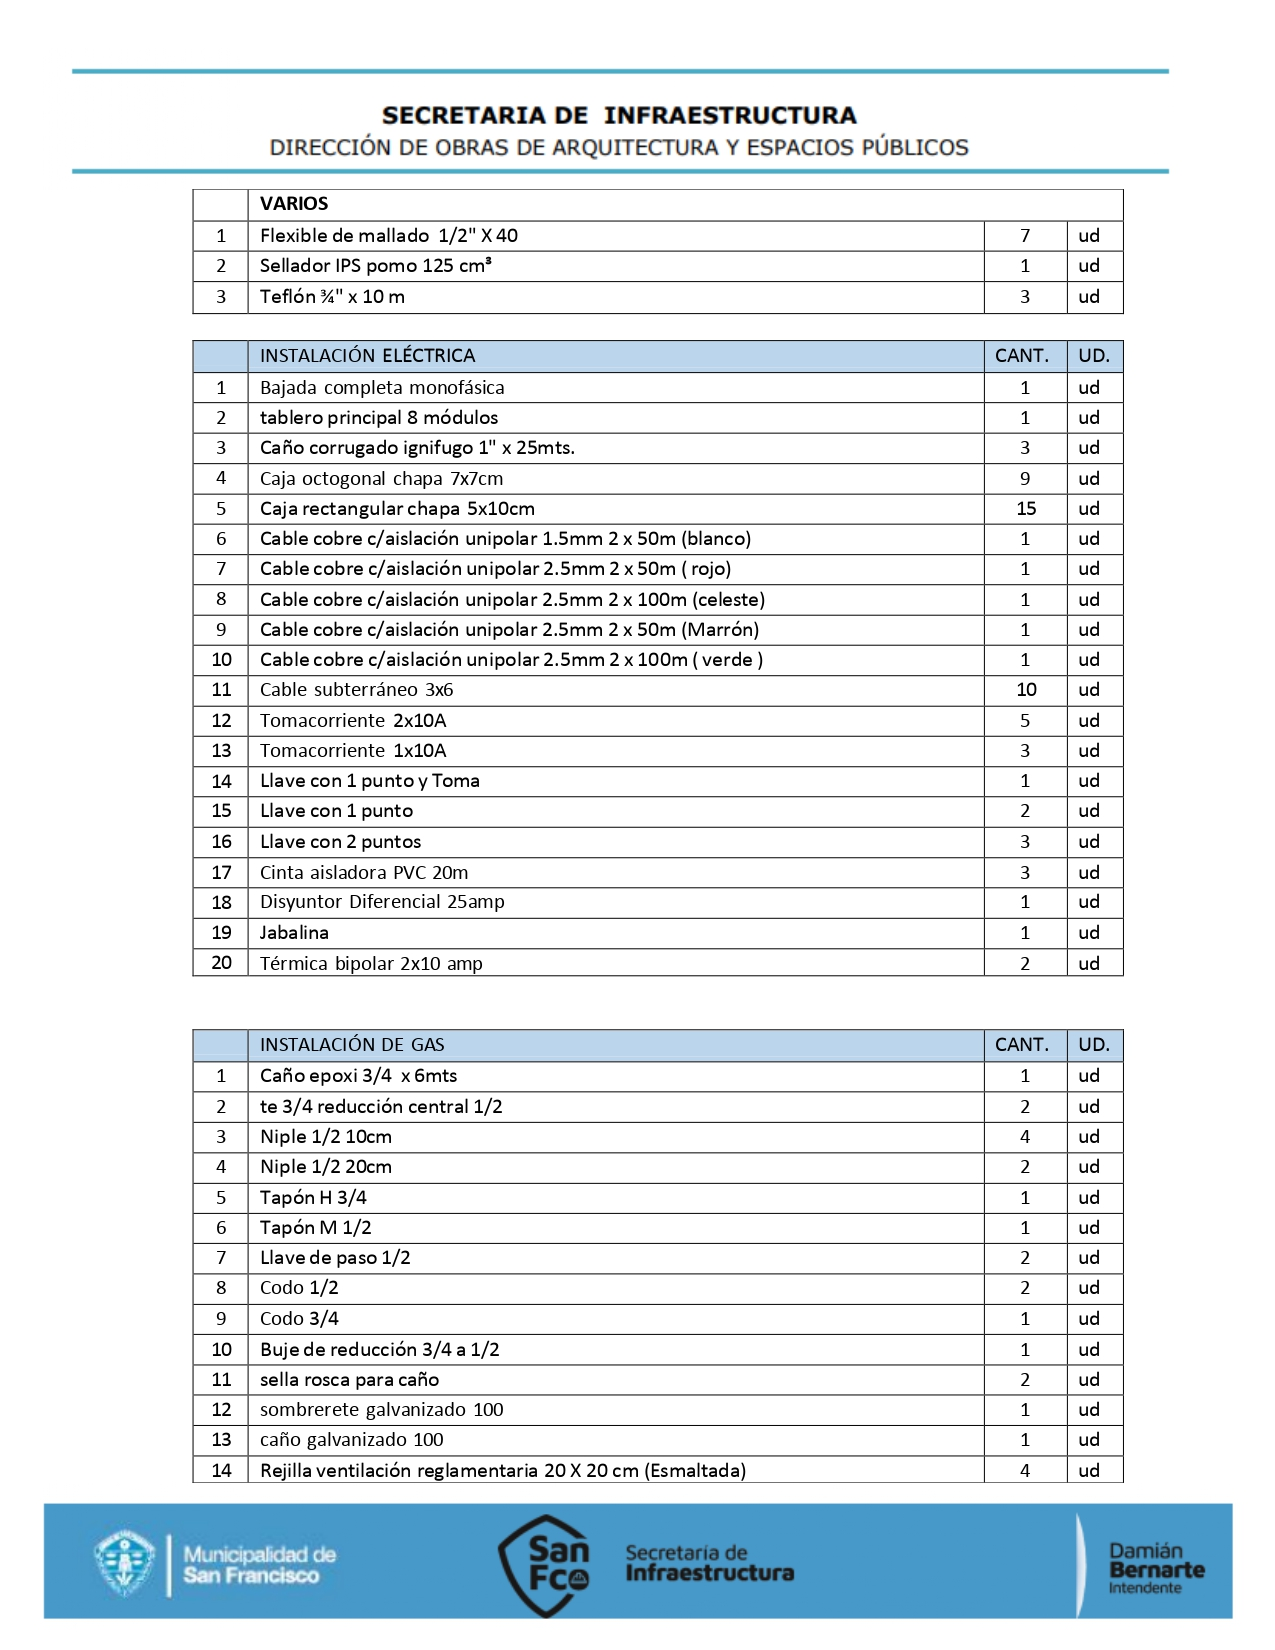 SECRETARIA DE INFRAESTRUCTURA
DIRECCIÓN DE OBRAS DE ARQUITECTURA Y ESPACIOS PÚBLICOS
VARIOS
1 Flexible de mallado 1/2" X 40 7 ud
2 Sellador IPS pomo 125 cm³ 1 ud
3 Teflón ¾" x 10 m 3 ud
INSTALACIÓN ELÉCTRICA CANT. UD.
1 Bajada completa monofásica 1 ud
2 tablero principal 8 módulos 1 ud
3 Caño corrugado ignifugo 1" x 25mts. 3 ud
4 Caja octogonal chapa 7x7cm 9 ud
5 Caja rectangular chapa 5x10cm 15 ud
6 Cable cobre c/aislación unipolar 1.5mm 2 x 50m (blanco) 1 ud
7 Cable cobre c/aislación unipolar 2.5mm 2 x 50m ( rojo) 1 ud
8 Cable cobre c/aislación unipolar 2.5mm 2 x 100m (celeste) 1 ud
9 Cable cobre c/aislación unipolar 2.5mm 2 x 50m (Marrón) 1 ud
10 Cable cobre c/aislación unipolar 2.5mm 2 x 100m ( verde ) 1 ud
11 Cable subterráneo 3x6 10 ud
12 Tomacorriente 2x10A 5 ud
13 Tomacorriente 1x10A 3 ud
14 Llave con 1 punto y Toma 1 ud
15 Llave con 1 punto 2 ud
16 Llave con 2 puntos 3 ud
17 Cinta aisladora PVC 20m 3 ud
18 Disyuntor Diferencial 25amp 1 ud
19 Jabalina 1 ud
20 Térmica bipolar 2x10 amp 2 ud
INSTALACIÓN DE GAS CANT. UD.
1 Caño epoxi 3/4 x 6mts 1 ud
2 te 3/4 reducción central 1/2 2 ud
3 Niple 1/2 10cm 4 ud
4 Niple 1/2 20cm 2 ud
5 Tapón H 3/4 1 ud
6 Tapón M 1/2 1 ud
7 Llave de paso 1/2 2 ud
8 Codo 1/2 2 ud
9 Codo 3/4 1 ud
10 Buje de reducción 3/4 a 1/2 1 ud
11 sella rosca para caño 2 ud
12 sombrerete galvanizado 100 1 ud
13 caño galvanizado 100 1 ud
14 Rejilla ventilación reglamentaria 20 X 20 cm (Esmaltada) 4 ud
Municipalidad de
San Francisco
San
Fco
Secretaría de
Infraestructura
Damián
Bernarte
Intendente